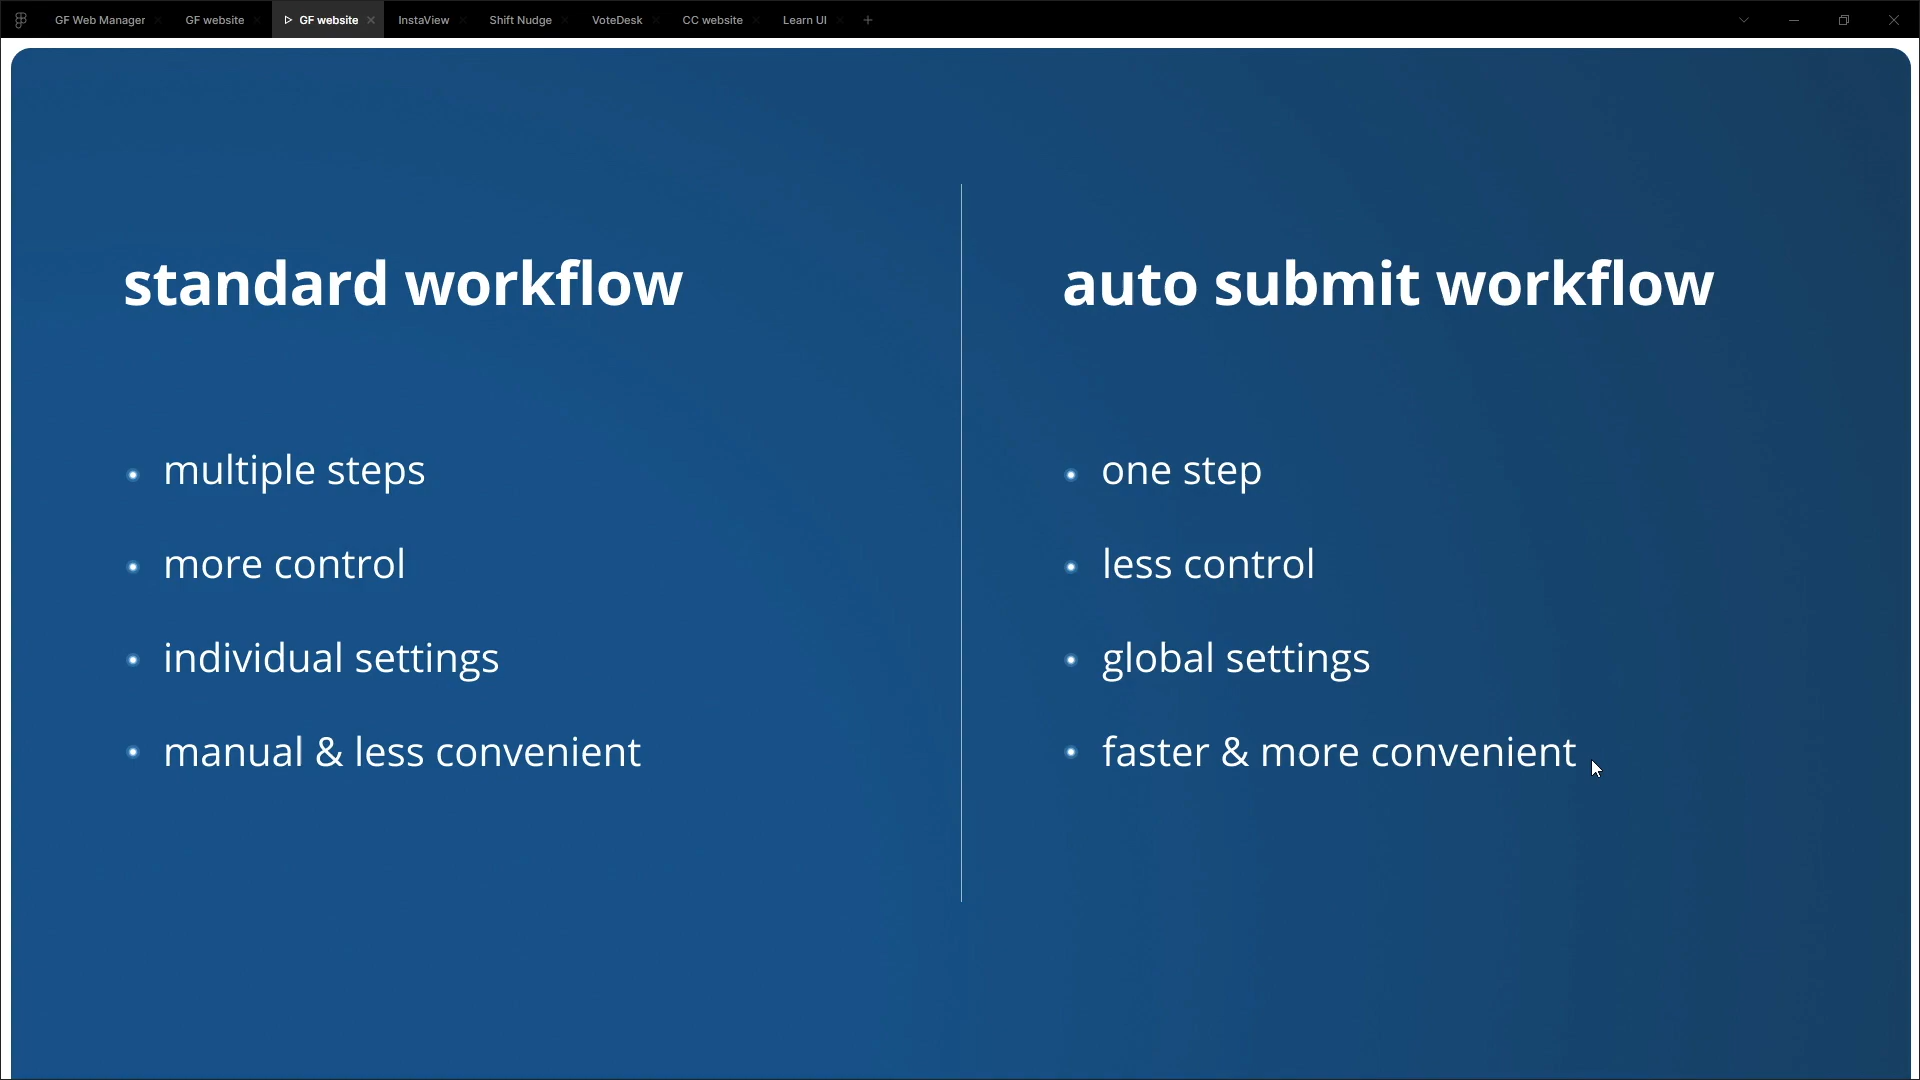 GF Web Manager
GF website
GF website
InstaView
Shift Nudge
VoteDesk
CC website
Learn UI
standard workflow
multiple steps
more control
individual settings
manual & less convenient
auto submit workflow
one step
less control
global settings
faster & more convenient